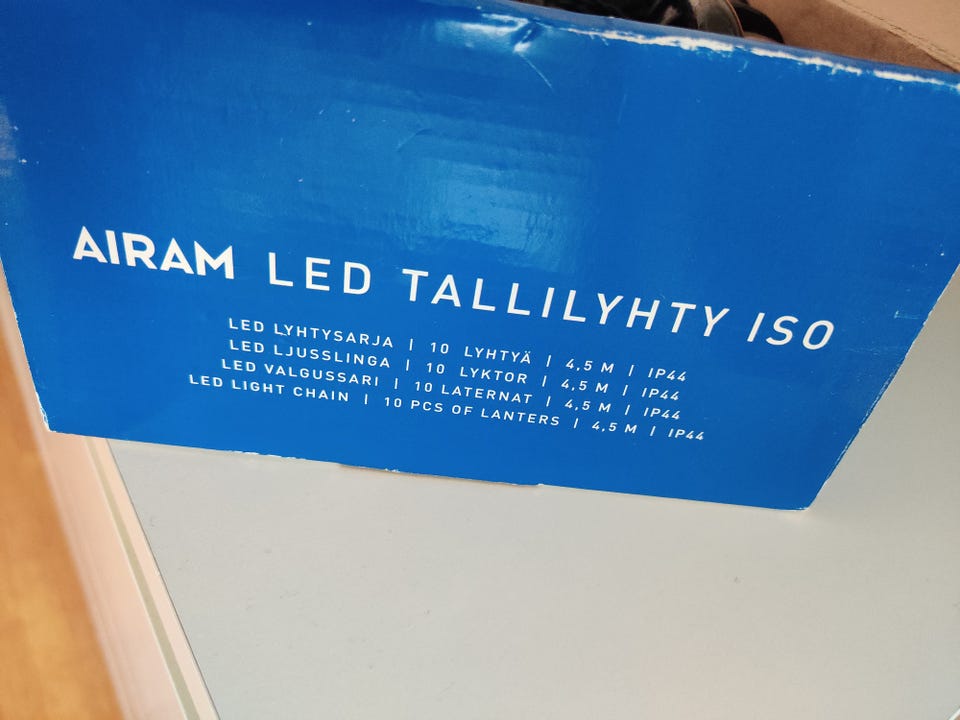 AIRAM LED TALLILYHTY ISO
LED LYHTYSARJA | 10 LYHTYÄ | 4,5 M | IP44
LED LJUSSLINGA | 10 LYKTOR | 4,5 M | IP44
LED VALGUSSARI | 10 LATERNAT | 4,5 M | IP44
LED LIGHT CHAIN | 10 PCS OF LANTERS | 4,5 M | IP44